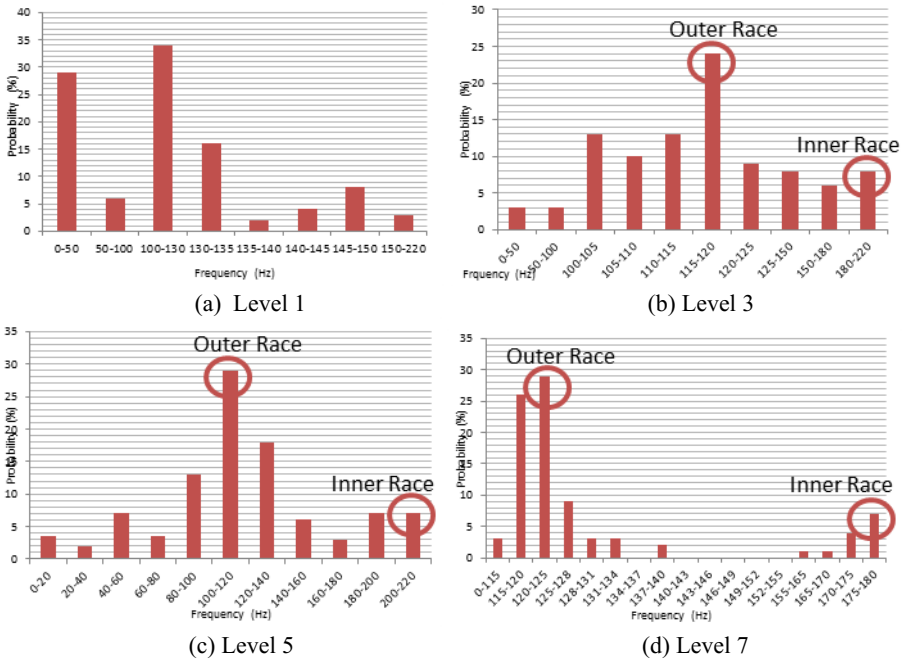 40
35
30
25
20
15
10
5
0
Probability (%)
0-50 50-100 100-130 130-135 135-140 140-145 145-150 150-220
Frequency (Hz)
(a) Level 1
30
25
20
15
10
5
0
Probability (%)
Outer Race
Inner Race
0-50 50-100 100-105 105-110 110-115 115-120 120-125 125-150 150-180 180-220
Frquency (Hz)
(b) Level 3
35
30
25
20
15
10
5
0
Probability (%)
Outer Race
Inner Race
0-20 20-40 40-60 60-80 80-100 100-120 120-140 140-160 160-180 180-200 200-220
Frequency (Hz)
(c) Level 5
35
30
25
20
15
10
5
0
Probability (%)
Outer Race
Inner Race
0-115 115-120 120-125 125-128 128-131 131-134 134-137 137-140 140-143 143-146 146-149 149-152 152-155 155-165 165-170 170-175 175-180
Frequency (Hz)
(d) Level 7